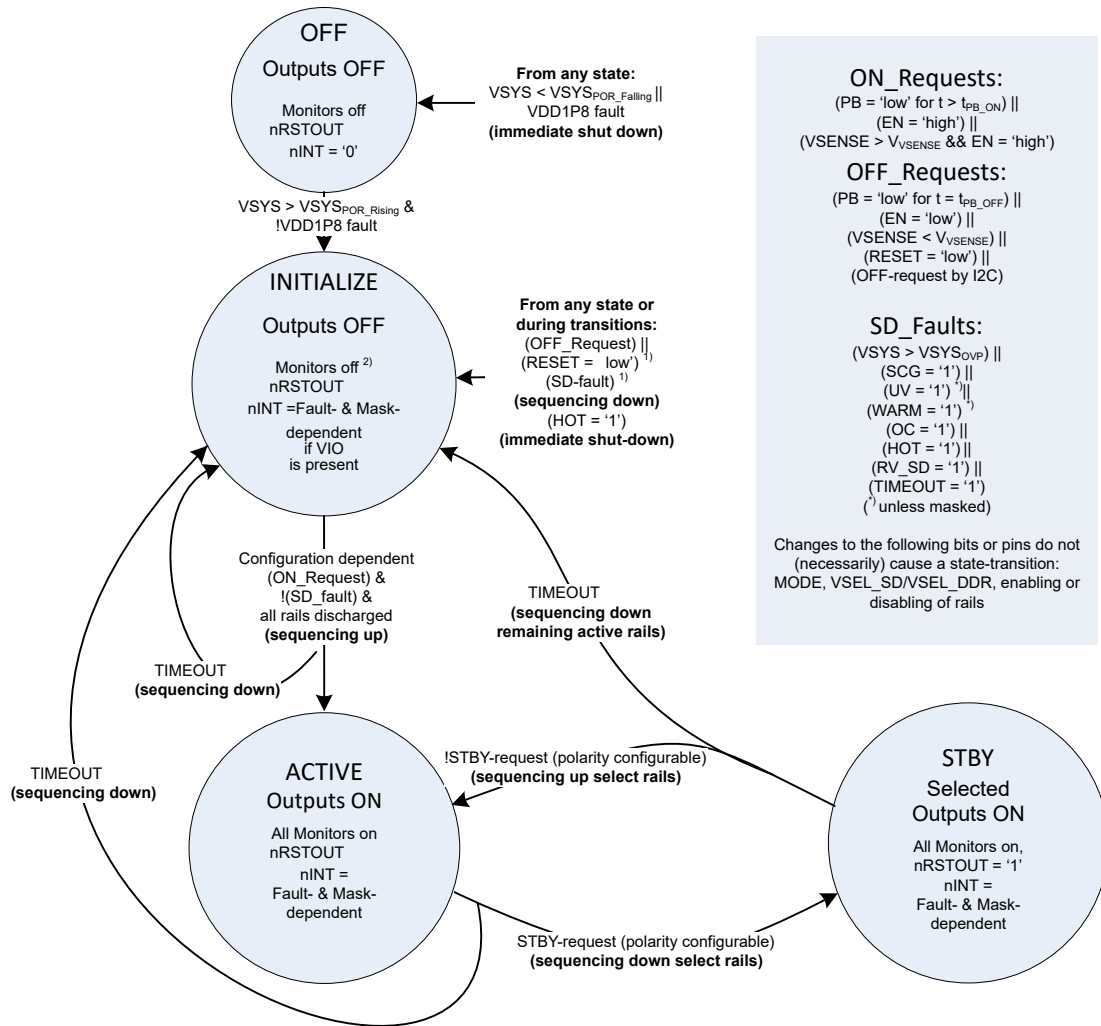 OFF
Outputs OFF
Monitors off
nRSTOUT
nINT = ‘0’
From any state:
VSYS < VSYSPOR_Falling ||
VDD1P8 fault
(immediate shut down)
VSYS > VSYSPOR_Rising &
!VDD1P8 fault
INITIALIZE
Outputs OFF
Monitors off 2)
nRSTOUT
nINT =Fault- & Mask-
dependent
if VIO
is present
From any state or
during transitions:
(OFF_Request) ||
(RESET = low’) 1)
(SD-fault) 1)
(sequencing down)
(HOT = ‘1’)
(immediate shut-down)
Configuration dependent
(ON_Request) &
!(SD_fault) &
all rails discharged
(sequencing up)
TIMEOUT
(sequencing down)
TIMEOUT
(sequencing down
remaining active rails)
TIMEOUT
(sequencing down)
ACTIVE
Outputs ON
All Monitors on
nRSTOUT
nINT =
Fault- & Mask-
dependent
!STBY-request (polarity configurable)
(sequencing up select rails)
STBY-request (polarity configurable)
(sequencing down select rails)
STBY
Selected
Outputs ON
All Monitors on,
nRSTOUT = ‘1’
nINT =
Fault- & Mask-
dependent
ON_Requests:
(PB = ‘low’ for t > tPB_ON) ||
(EN = ‘high’) ||
(VSENSE > VVSENSE && EN = ‘high’)
OFF_Requests:
(PB = ‘low’ for t = tPB_OFF) ||
(EN = ‘low’) ||
(VSENSE < VVSENSE) ||
(RESET = ‘low’) ||
(OFF-request by I2C)
SD_Faults:
(VSYS > VSYSOVP) ||
(SCG = ‘1’) ||
(UV = ‘1’) *)||
(WARM = ‘1’) *)
(OC = ‘1’) ||
(HOT = ‘1’) ||
(RV_SD = ‘1’) ||
(TIMEOUT = ‘1’)
(*) unless masked)
Changes to the following bits or pins do not
(necessarily) cause a state-transition:
MODE, VSEL_SD/VSEL_DDR, enabling or
disabling of rails